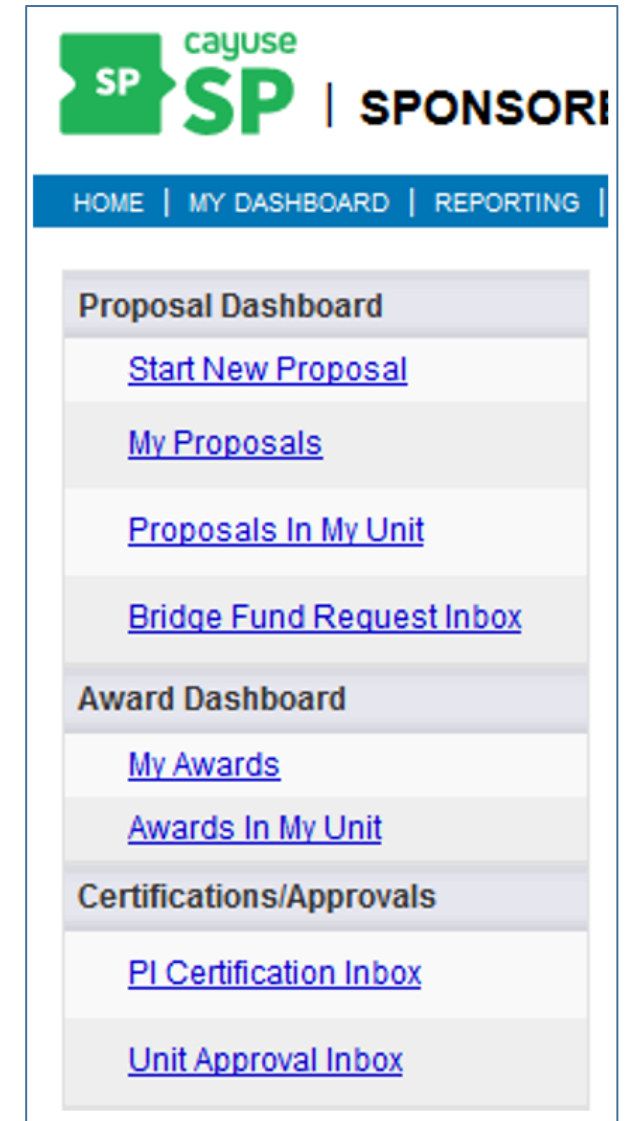 cayuse
SP SP | SPONSORE
HOME | MY DASHBOARD | REPORTING |
Proposal Dashboard
Start New Proposal
My Proposals
Proposals In My Unit
Bridge Fund Request Inbox
Award Dashboard
My Awards
Awards In My Unit
Certifications/Approvals
PI Certification Inbox
Unit Approval Inbox